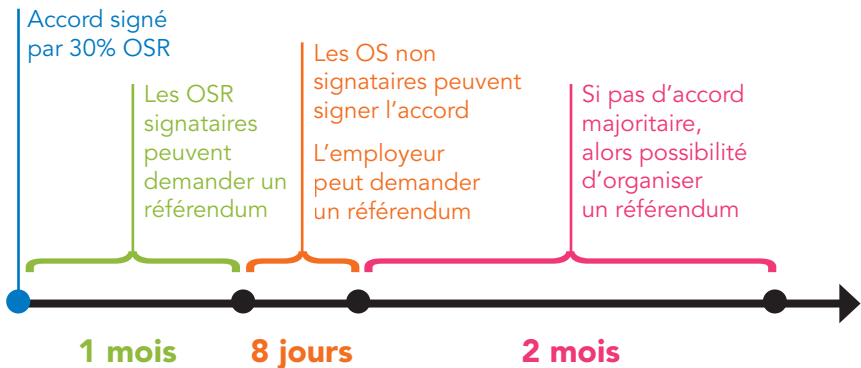 Accord signé
par 30% OSR
Les OSR
signataires
peuvent
demander un
référendum
Les OS non
signataires peuvent
signer l’accord
L’employeur
peut demander
un référendum
Si pas d’accord
majoritaire,
alors possibilité
d’organiser
un référendum
1 mois
8 jours
2 mois